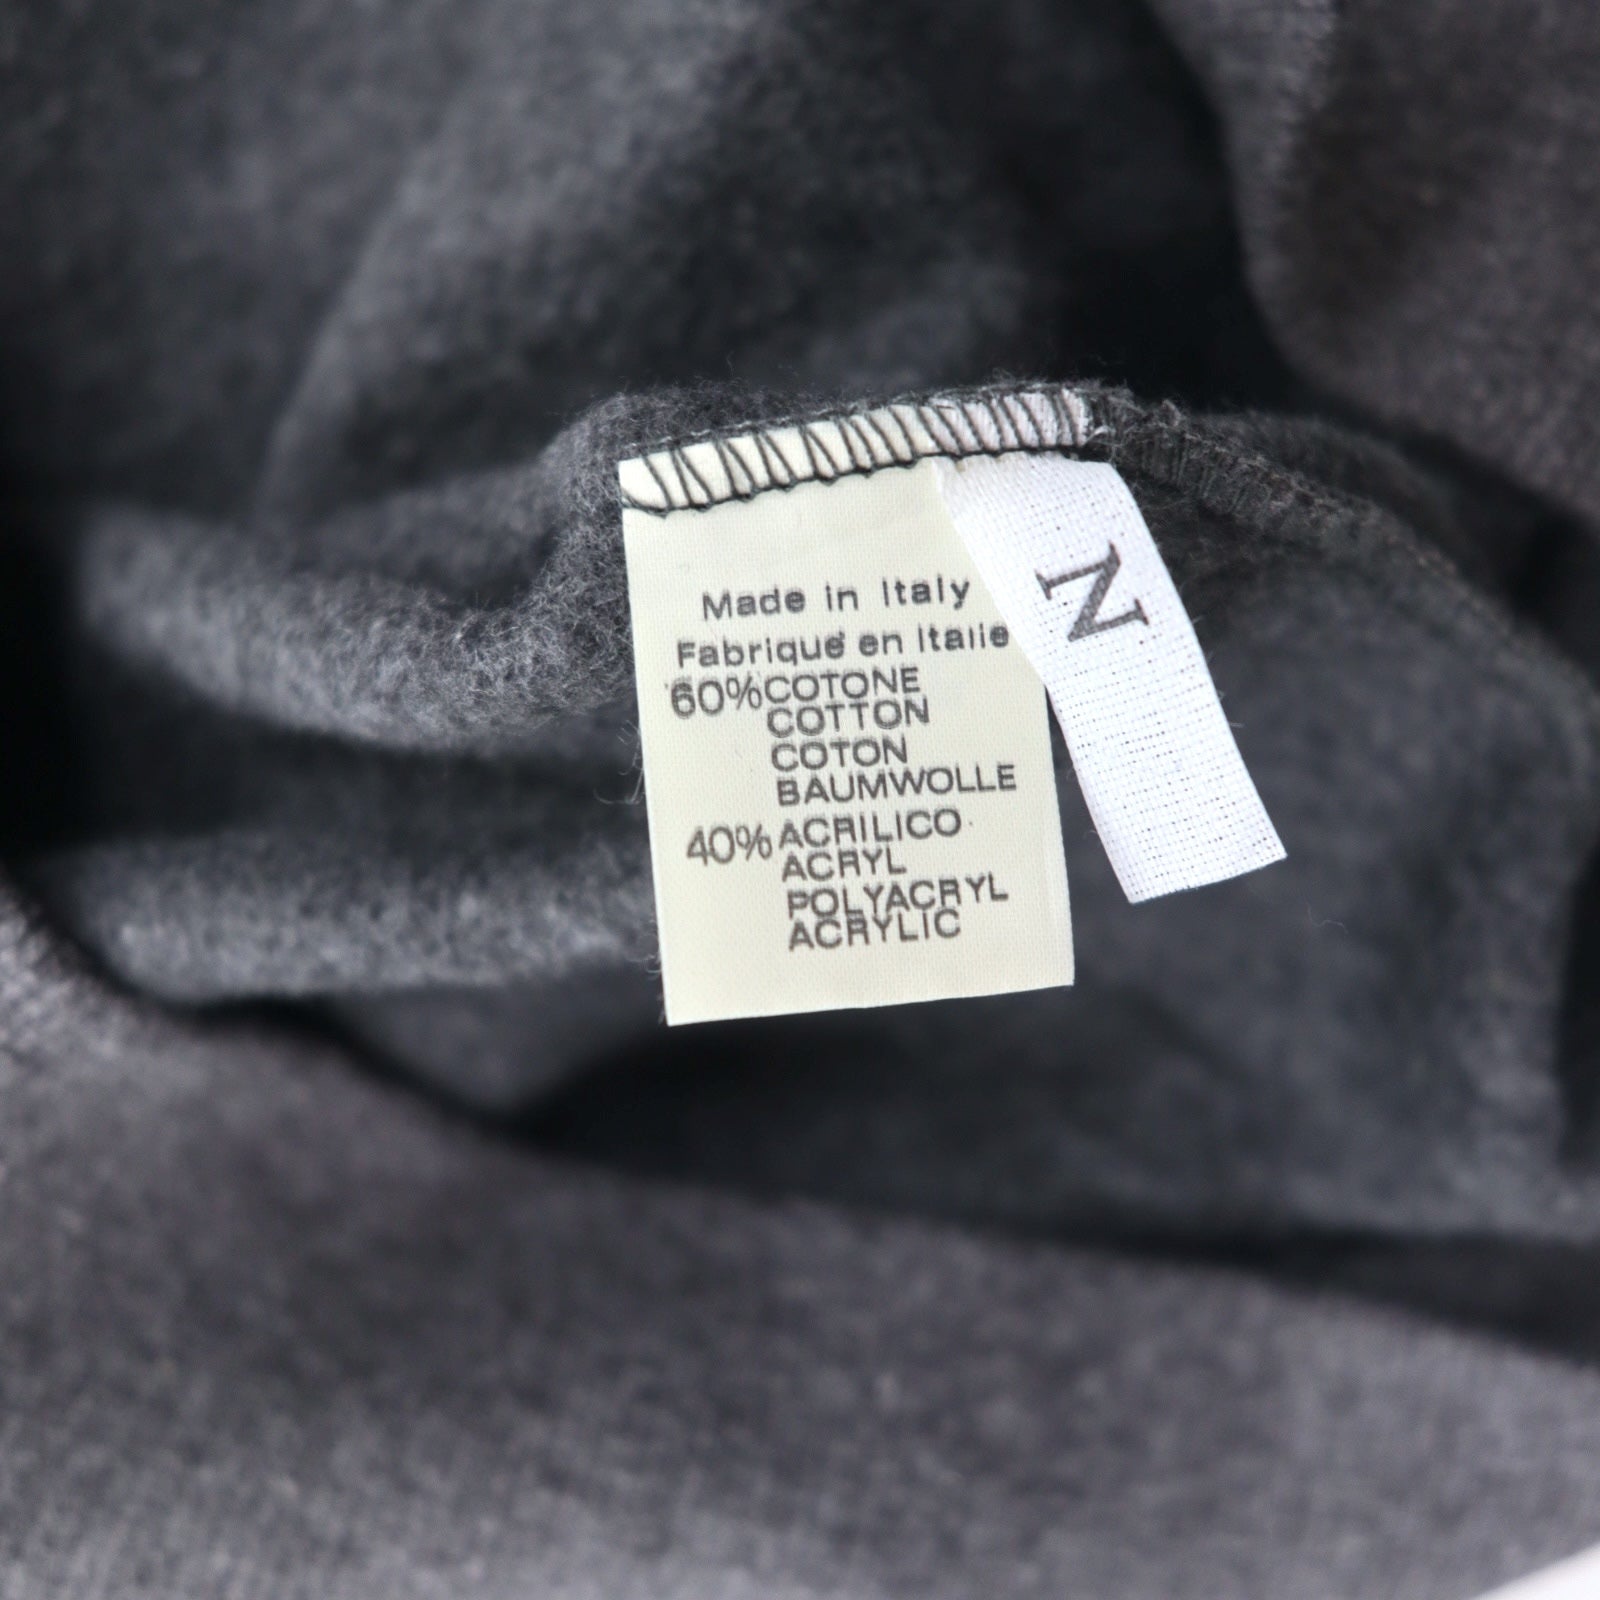 Made in Italy
Fabriqué en Italie
60% COTONE
COTTON
COTON
BAUMWOLLE
40% ACRILICO
ACRYL
POLYACRYL
ACRYLIC
N